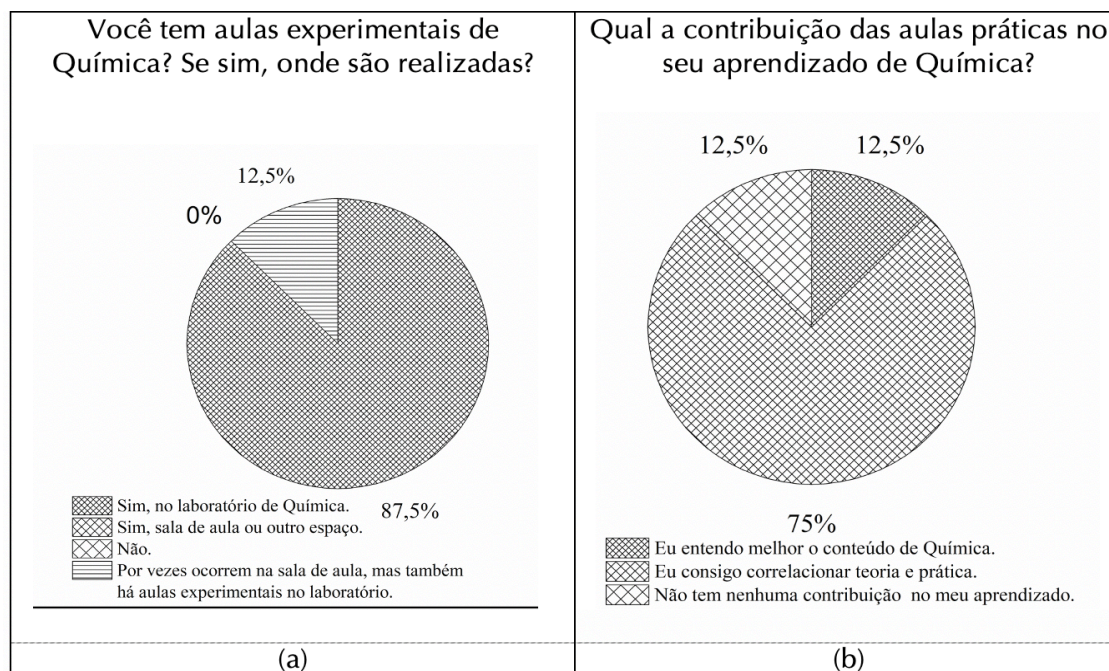 Você tem aulas experimentais de
Química? Se sim, onde são realizadas?
12,5%
0%
87,5%
Sim, no laboratório de Química.
Sim, sala de aula ou outro espaço.
Não.
Por vezes ocorrem na sala de aula, mas também
há aulas experimentais no laboratório.
(a)
Qual a contribuição das aulas práticas no
seu aprendizado de Química?
12,5%
12,5%
75%
Eu entendo melhor o conteúdo de Química.
Eu consigo correlacionar teoria e prática.
Não tem nenhuma contribuição no meu aprendizado.
(b)